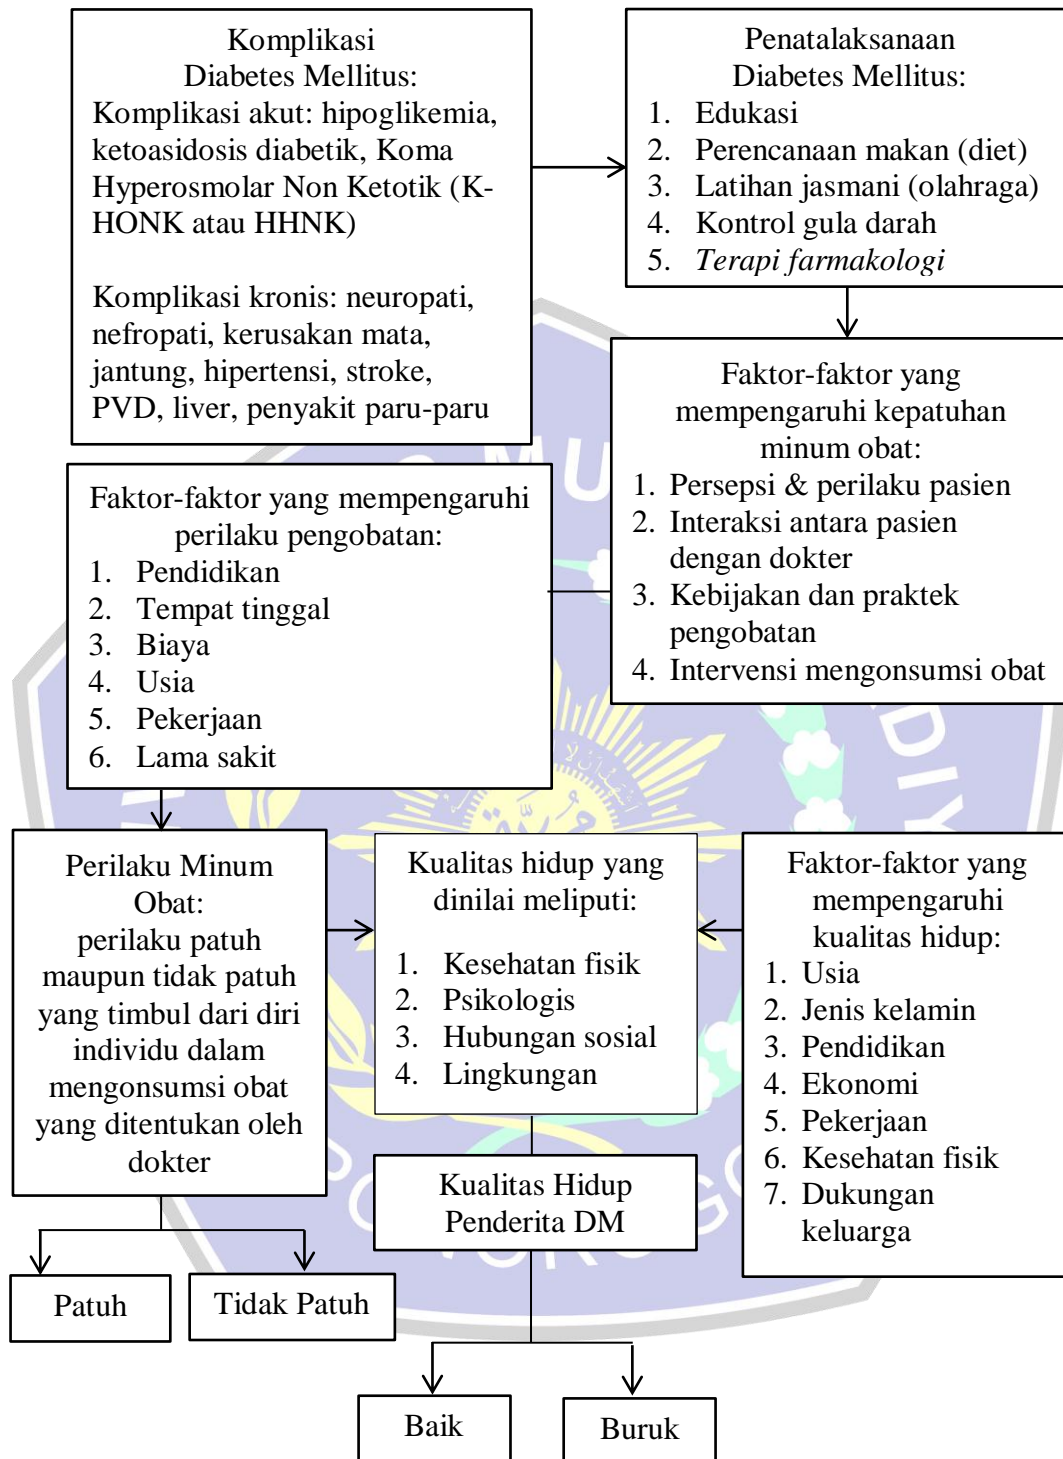 Komplikasi
Diabetes Mellitus:
Komplikasi akut: hipoglikemia,
ketoasidosis diabetik, Koma
Hyperosmolar Non Ketotik (K-
HONK atau HHNK)
Komplikasi kronis: neuropati,
nefropati, kerusakan mata,
jantung, hipertensi, stroke,
PVD, liver, penyakit paru-paru
Penatalaksanaan
Diabetes Mellitus:
1. Edukasi
2. Perencanaan makan (diet)
3. Latihan jasmani (olahraga)
4. Kontrol gula darah
5. Terapi farmakologi
Faktor-faktor yang
mempengaruhi kepatuhan
minum obat:
1. Persepsi & perilaku pasien
2. Interaksi antara pasien
dengan dokter
3. Kebijakan dan praktek
pengobatan
4. Intervensi mengonsumsi obat
Faktor-faktor yang mempengaruhi
perilaku pengobatan:
1. Pendidikan
2. Tempat tinggal
3. Biaya
4. Usia
5. Pekerjaan
6. Lama sakit
Perilaku Minum
Obat:
perilaku patuh
maupun tidak patuh
yang timbul dari diri
individu dalam
mengonsumsi obat
yang ditentukan oleh
dokter
Kualitas hidup yang
dinilai meliputi:
1. Kesehatan fisik
2. Psikologis
3. Hubungan sosial
4. Lingkungan
Faktor-faktor yang
mempengaruhi
kualitas hidup:
1. Usia
2. Jenis kelamin
3. Pendidikan
4. Ekonomi
5. Pekerjaan
6. Kesehatan fisik
7. Dukungan
keluarga
Kualitas Hidup
Penderita DM
Patuh
Tidak Patuh
Baik
Buruk